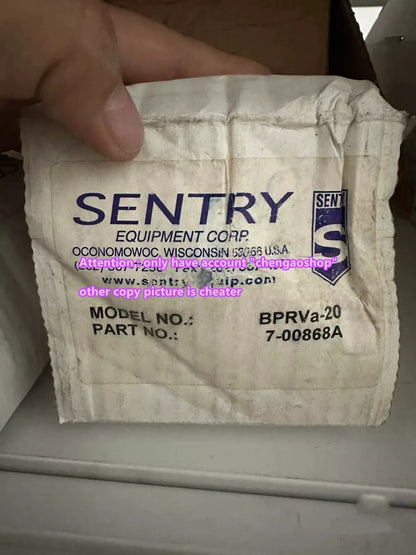 SENTRY
SENT
S
EQUIPMENT CORP.
OCONOMOWOC, WISCONSIN 53066 U.S.A.
Attention: only have account "chengaoshop"
other copy picture is cheater
MODEL NO.: BPRVa-20
PART NO.: 7-00868A